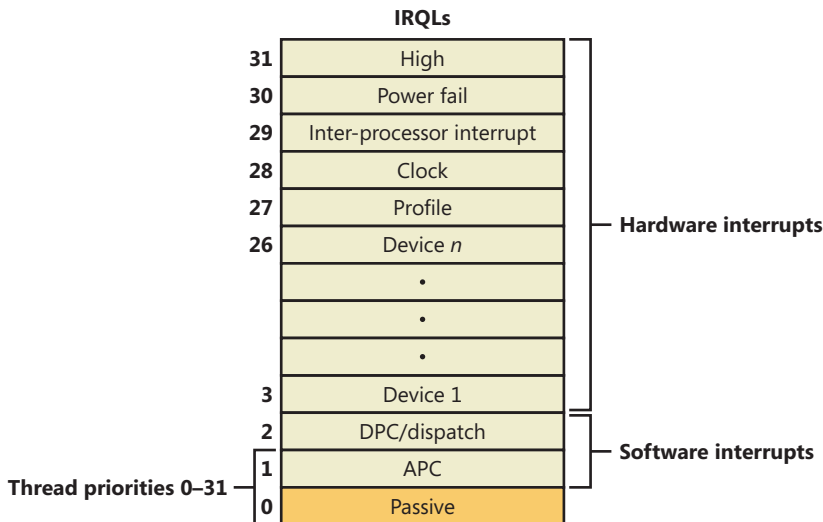 IRQLs
31 High
30 Power fail
29 Inter-processor interrupt
28 Clock
27 Profile
26 Device n
•
•
•
3 Device 1
2 DPC/dispatch
1 APC
0 Passive
Hardware interrupts
Software interrupts
Thread priorities 0–31